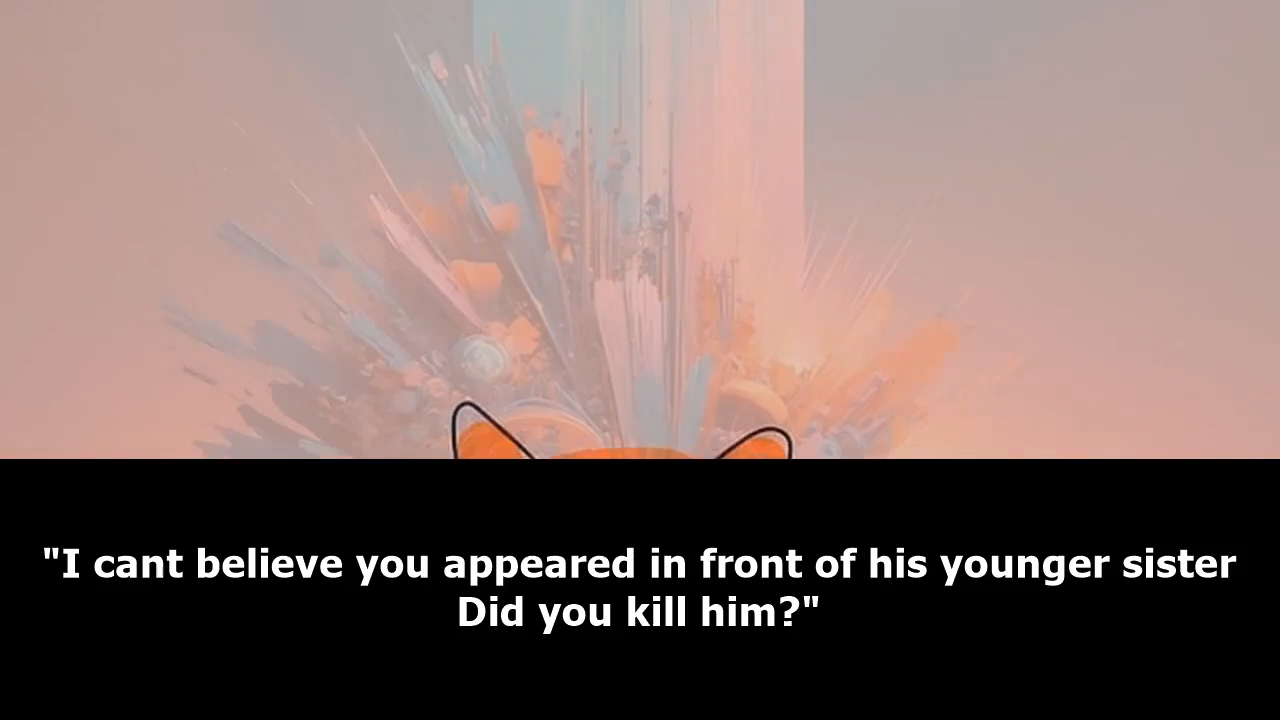 "I cant believe you appeared in front of his younger sister
Did you kill him?"